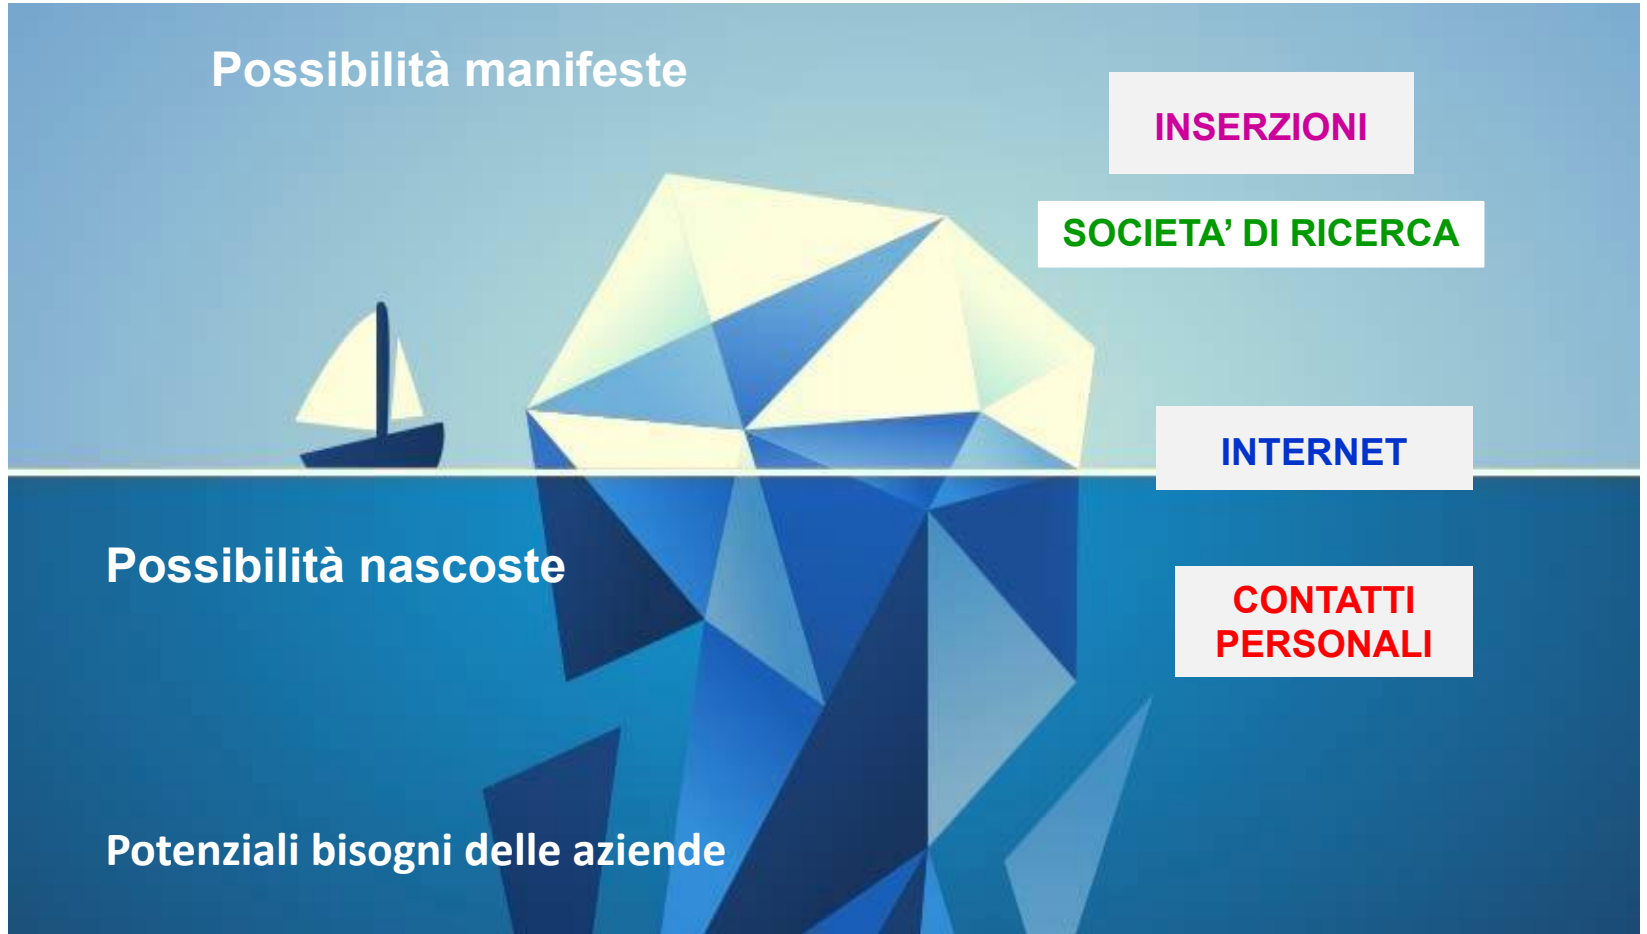 Possibilità manifeste
INSERZIONI
SOCIETA’ DI RICERCA
INTERNET
Possibilità nascoste
CONTATTI
PERSONALI
Potenziali bisogni delle aziende